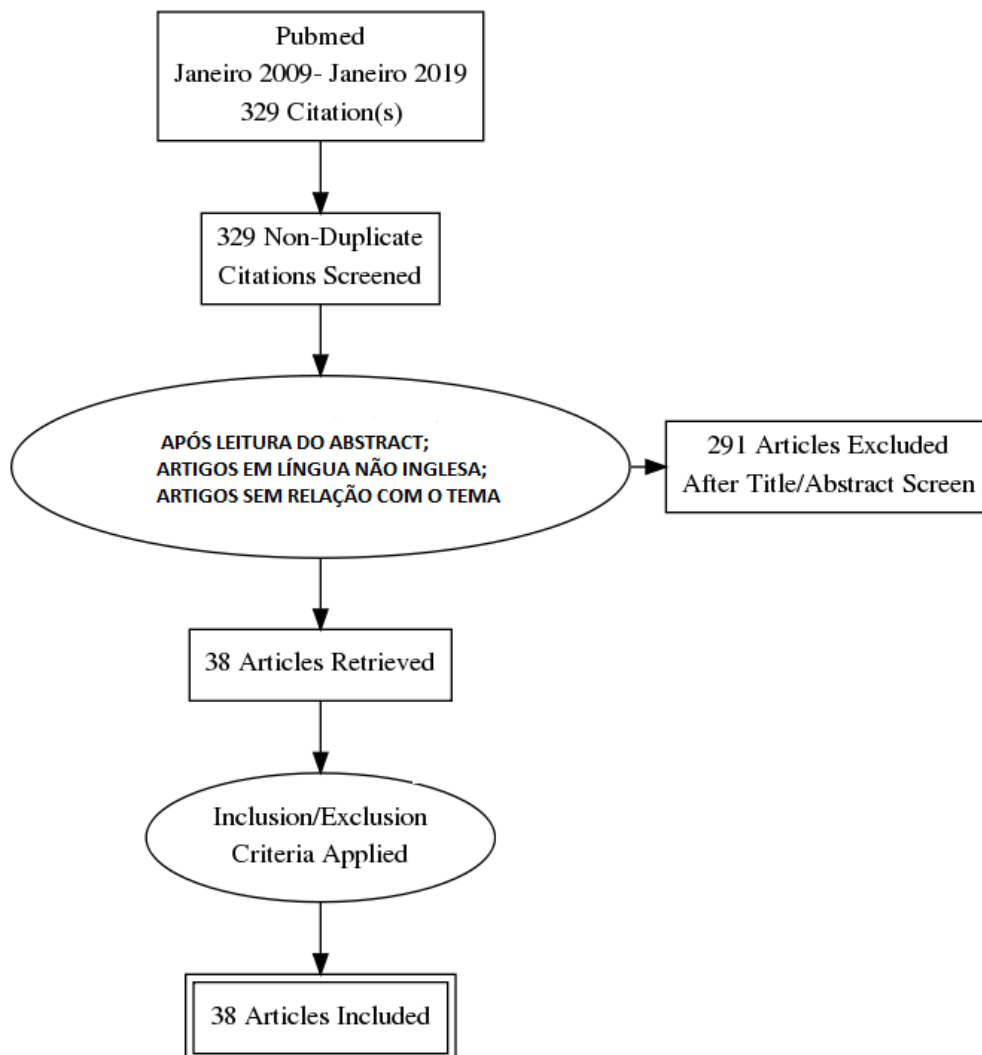 Pubmed
Janeiro 2009- Janeiro 2019
329 Citation(s)
329 Non-Duplicate
Citations Screened
APÓS LEITURA DO ABSTRACT;
ARTIGOS EM LÍNGUA NÃO INGLESA;
ARTIGOS SEM RELAÇÃO COM O TEMA
291 Articles Excluded
After Title/Abstract Screen
38 Articles Retrieved
Inclusion/Exclusion
Criteria Applied
38 Articles Included